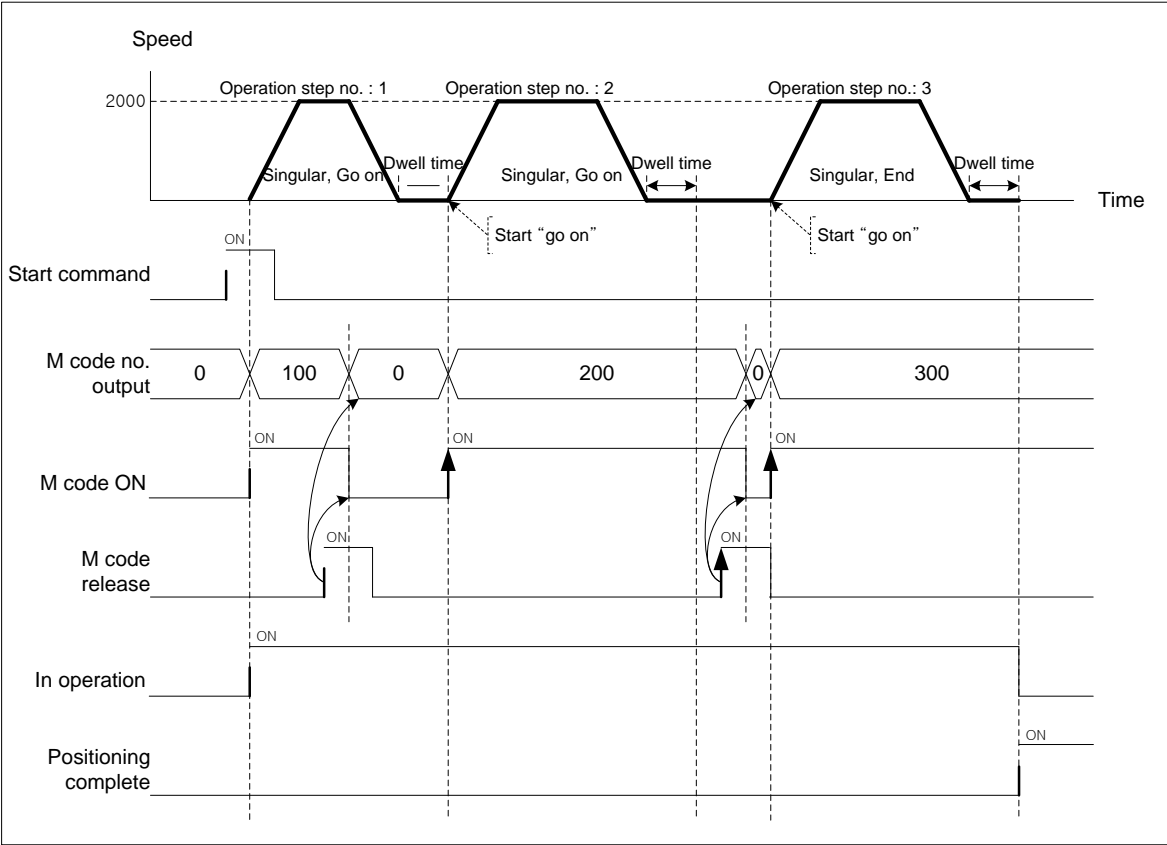 Speed
Operation step no. : 1
Operation step no. : 2
Operation step no.: 3
2000
Dwell time
Dwell time
Dwell time
Singular, Go on
Singular, Go on
Singular, End
Time
Start “go on”
Start “go on”
ON
Start command
M code no.
output
0
100
0
200
0
300
ON
ON
ON
M code ON
ON
ON
M code
release
ON
In operation
ON
Positioning
complete